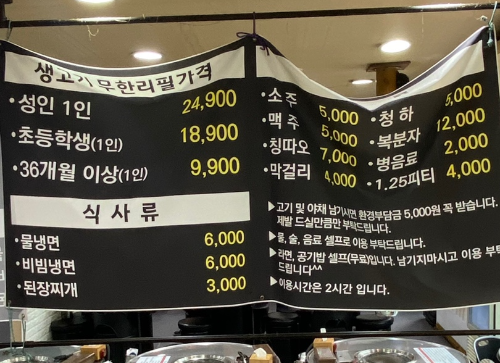 생고기 무한리필가격
· 성인 1인 24,900
· 초등학생(1인) 18,900
· 36개월 이상(1인) 9,900
식 사 류
· 물냉면 6,000
· 비빔냉면 6,000
· 된장찌개 3,000
· 소 주 5,000
· 맥 주 5,000
· 칭따오 7,000
· 막걸리 4,000
· 청 하 5,000
· 복분자 12,000
· 병음료 2,000
· 1.25피티 4,000
▶고기 및 야채 남기시면 환경부담금 5,000원 꼭 받습니다.
제발 드실만큼만 부탁드립니다.
▶물, 술, 음료 셀프로 이용 부탁드립니다.
▶라면, 공기밥 셀프(무료)입니다. 남기지마시고 이용 부탁
드립니다^^
▶이용시간은 2시간 입니다.